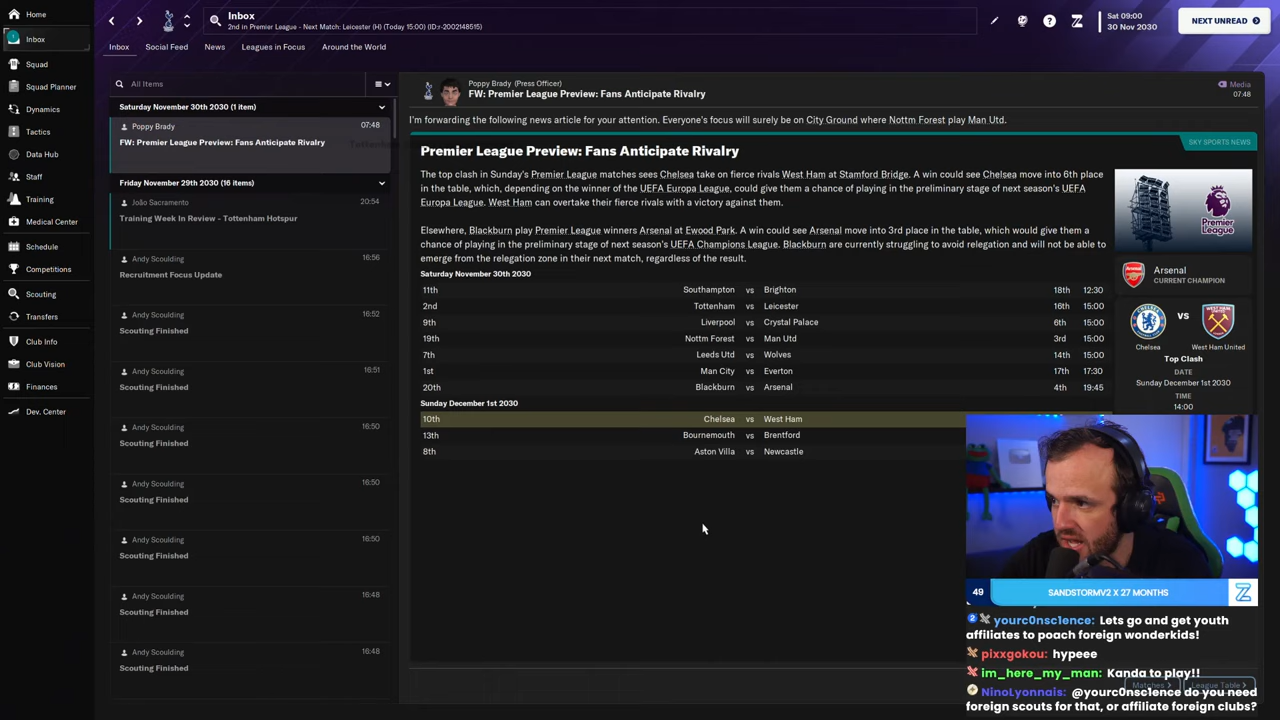 Home
Inbox
2nd in Premier League - Next Match: Leicester (H) (Today 15:00) (ID:r-2002148515)
Sat 09:00
30 Nov 2030
NEXT UNREAD
Inbox
Squad
Squad Planner
Dynamics
Tactics
Data Hub
Staff
Training
Medical Center
Schedule
Competitions
Scouting
Transfers
Club Info
Club Vision
Finances
Dev. Center
Inbox Social Feed News Leagues in Focus Around the World
All Items
Saturday November 30th 2030 (1 item)
Poppy Brady 07:48
FW: Premier League Preview: Fans Anticipate Rivalry
Friday November 29th 2030 (16 items)
João Sacramento 20:54
Training Week In Review - Tottenham Hotspur
Andy Scoulding 16:56
Recruitment Focus Update
Andy Scoulding 16:52
Scouting Finished
Andy Scoulding 16:51
Scouting Finished
Andy Scoulding 16:50
Scouting Finished
Andy Scoulding 16:50
Scouting Finished
Andy Scoulding 16:50
Scouting Finished
Andy Scoulding 16:48
Scouting Finished
Andy Scoulding 16:48
Scouting Finished
Poppy Brady (Press Officer)
FW: Premier League Preview: Fans Anticipate Rivalry
Media
07:48
I'm forwarding the following news article for your attention. Everyone's focus will surely be on City Ground where Nottm Forest play Man Utd.
SKY SPORTS NEWS
Premier League Preview: Fans Anticipate Rivalry
The top clash in Sunday's Premier League matches sees Chelsea take on fierce rivals West Ham at Stamford Bridge. A win could see Chelsea move into 6th place
in the table, which, depending on the winner of the UEFA Europa League, could give them a chance of playing in the preliminary stage of next season's UEFA
Europa League. West Ham can overtake their fierce rivals with a victory against them.
Elsewhere, Blackburn play Premier League winners Arsenal at Ewood Park. A win could see Arsenal move into 3rd place in the table, which would give them a
chance of playing in the preliminary stage of next season's UEFA Champions League. Blackburn are currently struggling to avoid relegation and will not be able to
emerge from the relegation zone in their next match, regardless of the result.
Saturday November 30th 2030
11th Southampton vs Brighton 18th 12:30
2nd Tottenham vs Leicester 16th 15:00
9th Liverpool vs Crystal Palace 6th 15:00
19th Nottm Forest vs Man Utd 3rd 15:00
7th Leeds Utd vs Wolves 14th 15:00
1st Man City vs Everton 17th 17:30
20th Blackburn vs Arsenal 4th 19:45
Sunday December 1st 2030
10th Chelsea vs West Ham
13th Bournemouth vs Brentford
8th Aston Villa vs Newcastle
Premier
League
Arsenal
CURRENT CHAMPION
VS
Chelsea West Ham United
Top Clash
DATE
Sunday December 1st 2030
TIME
14:00
49 SANDSTORMV2 X 27 MONTHS
yourc0nsc1ence: Lets go and get youth
affiliates to poach foreign wonderkids!
pixxgokou: hypeee
im_here_my_man: Kanda to play!!
NinoLyonnais: @yourc0nsc1ence do you need
foreign scouts for that, or affiliate foreign clubs?
Matches League Table